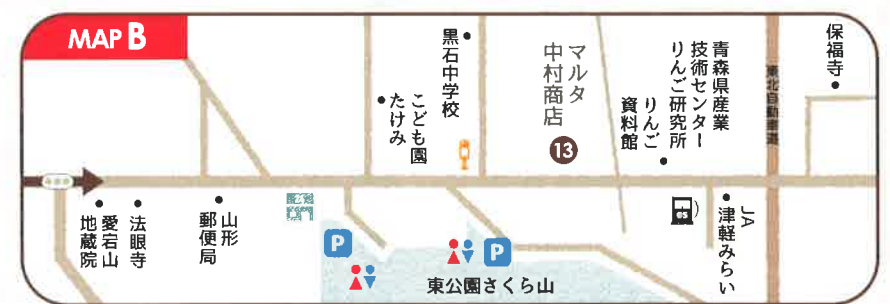 MAP B
黒石中学校
こども園
たけみ
マルタ
中村商店
13
青森県産業
技術センター
りんご研究所
りんご
資料館
東北自動車道
保福寺
愛宕山
地蔵院
法眼寺
山形
郵便局
P
P
東公園さくら山
GS
JA
津軽みらい